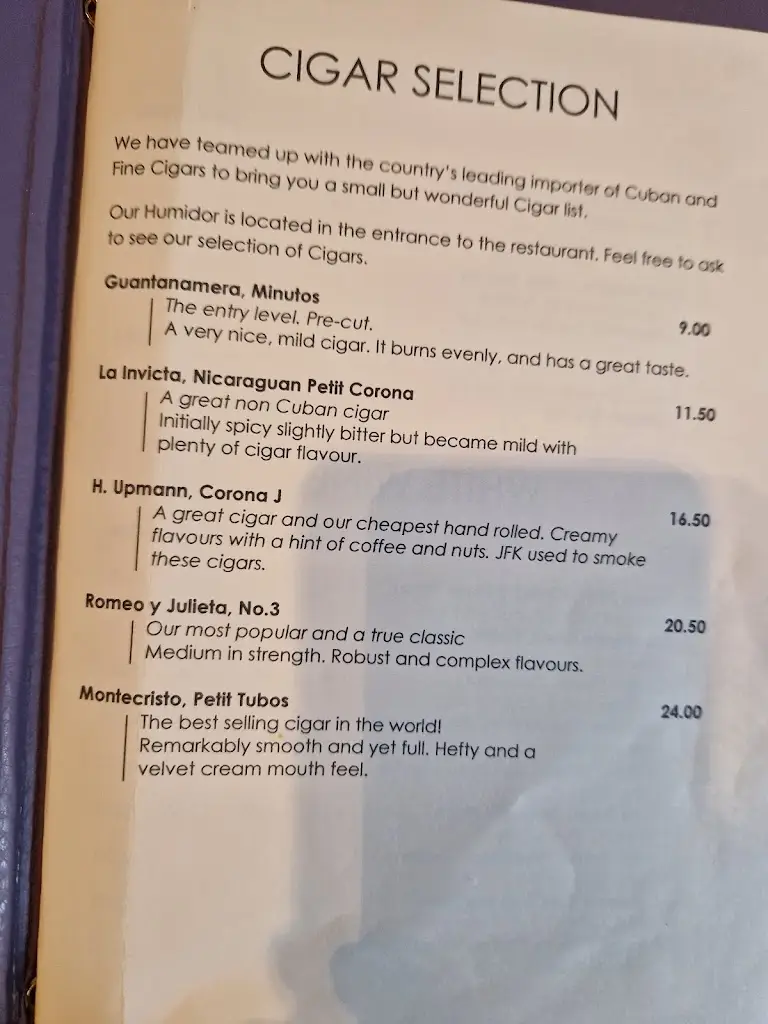 CIGAR SELECTION
We have teamed up with the country's leading importer of Cuban and
Fine Cigars to bring you a small but wonderful Cigar list.
Our Humidor is located in the entrance to the restaurant. Feel free to ask
to see our selection of Cigars.
Guantanamera, Minutos
The entry level. Pre-cut. 9.00
A very nice, mild cigar. It burns evenly, and has a great taste.
La Invicta, Nicaraguan Petit Corona
A great non Cuban cigar 11.50
Initially spicy slightly bitter but became mild with
plenty of cigar flavour.
H. Upmann, Corona J
A great cigar and our cheapest hand rolled. Creamy 16.50
flavours with a hint of coffee and nuts. JFK used to smoke
these cigars.
Romeo y Julieta, No.3
Our most popular and a true classic 20.50
Medium in strength. Robust and complex flavours.
Montecristo, Petit Tubos
The best selling cigar in the world! 24.00
Remarkably smooth and yet full. Hefty and a
velvet cream mouth feel.